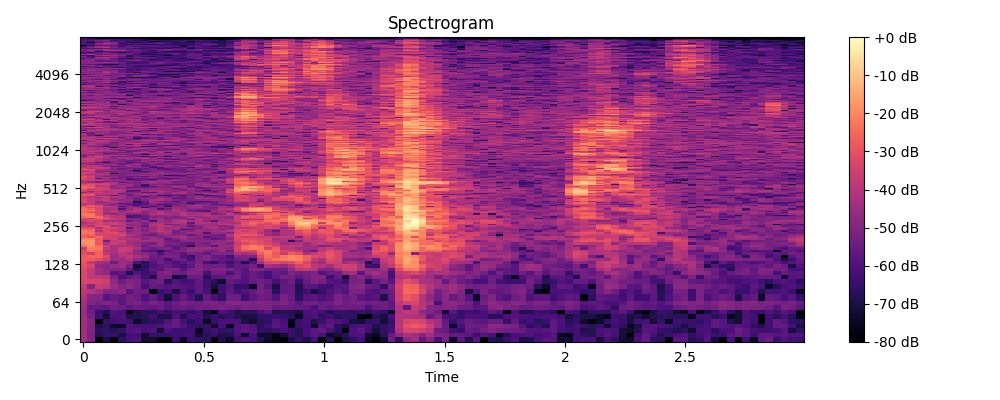 Spectrogram
Hz
4096
2048
1024
512
256
128
64
0
0
0.5
1
1.5
2
2.5
Time
+0 dB
-10 dB
-20 dB
-30 dB
-40 dB
-50 dB
-60 dB
-70 dB
-80 dB